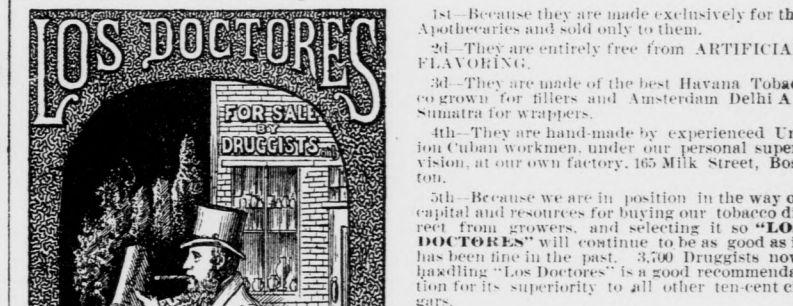 LOS DOCTORES
FOR SALE
BY
DRUGGISTS
1st—Because they are made exclusively for th
Apothecaries and sold only to them.
2d—They are entirely free from ARTIFICIA
FLAVORING.
3d—They are made of the best Havana Tobac
co grown for fillers and Amsterdam Delhi A
Sumatra for wrappers.
4th—They are hand-made by experienced Un
ion Cuban workmen, under our personal super
vision, at our own factory, 165 Milk Street, Bos
ton.
5th—Because we are in position in the way o
capital and resources for buying our tobacco di
rect from growers, and selecting it so "LO
DOCTORES" will continue to be as good as i
has been fine in the past. 3,700 Druggists now
handling "Los Doctores" is a good recommenda
tion for its superiority to all other ten-cent ci
gars.